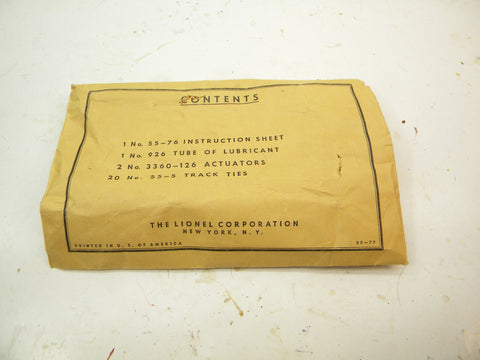 CONTENTS
1 No. 55-76 INSTRUCTION SHEET
1 No. 926 TUBE OF LUBRICANT
2 No. 3360-126 ACTUATORS
20 No. 55-5 TRACK TIES
THE LIONEL CORPORATION
NEW YORK, N. Y.
PRINTED IN U. S. OF AMERICA
55-77